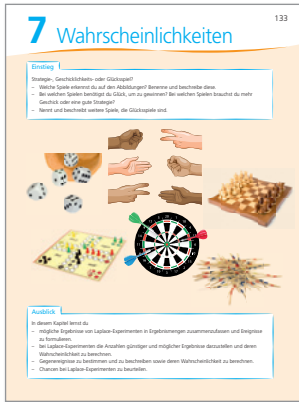 133
7 Wahrscheinlichkeiten
Einstieg
Strategie-, Geschicklichkeits- oder Glücksspiel?
– Welche Spiele erkennst du auf den Abbildungen? Benenne und beschreibe diese.
– Bei welchen Spielen benötigst du Glück, um zu gewinnen? Bei welchen Spielen brauchst du mehr
Geschick oder eine gute Strategie?
– Nennt und beschreibt weitere Spiele, die Glücksspiele sind.
Ausblick
In diesem Kapitel lernst du
– mögliche Ergebnisse von Laplace-Experimenten in Ergebnismengen zusammenzufassen und Ereignisse
zu formulieren.
– bei Laplace-Experimenten die Anzahlen günstiger und möglicher Ergebnisse darzustellen und deren
Wahrscheinlichkeit zu berechnen.
– Gegenereignisse zu bestimmen und zu beschreiben sowie deren Wahrscheinlichkeit zu berechnen.
– Chancen bei Laplace-Experimenten zu beurteilen.